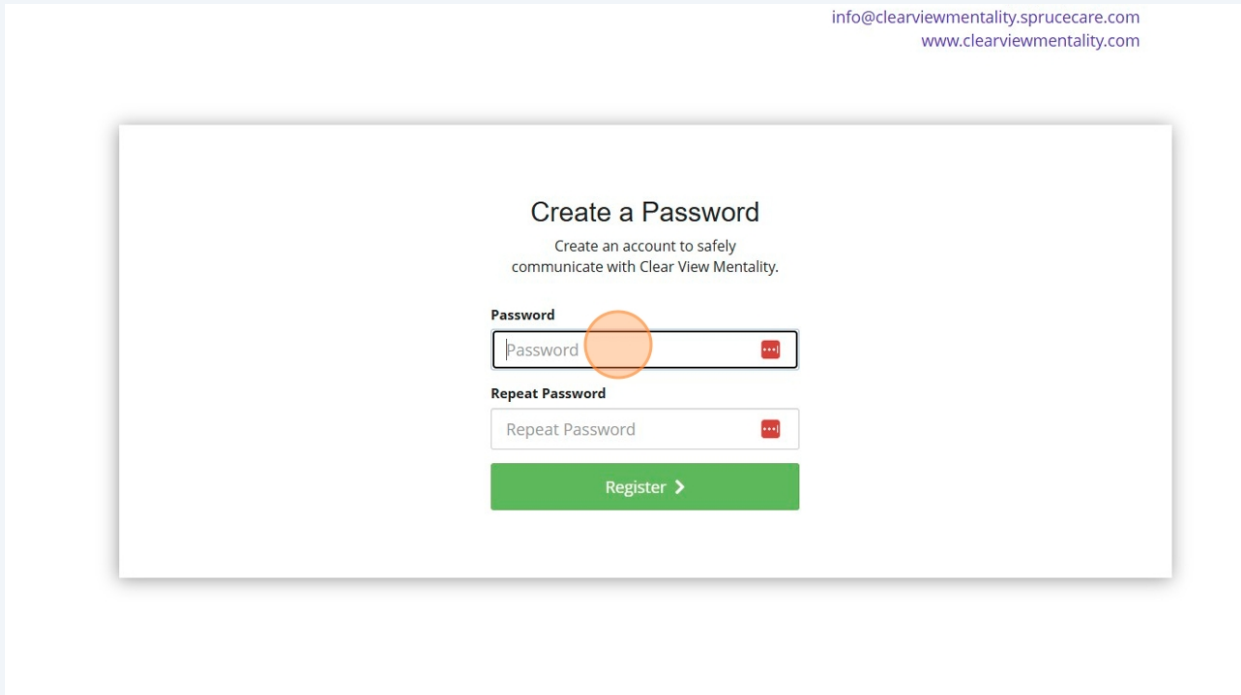 info@clearviewmentality.sprucecare.com
www.clearviewmentality.com
Create a Password
Create an account to safely
communicate with Clear View Mentality.
Password
Password
Repeat Password
Repeat Password
Register